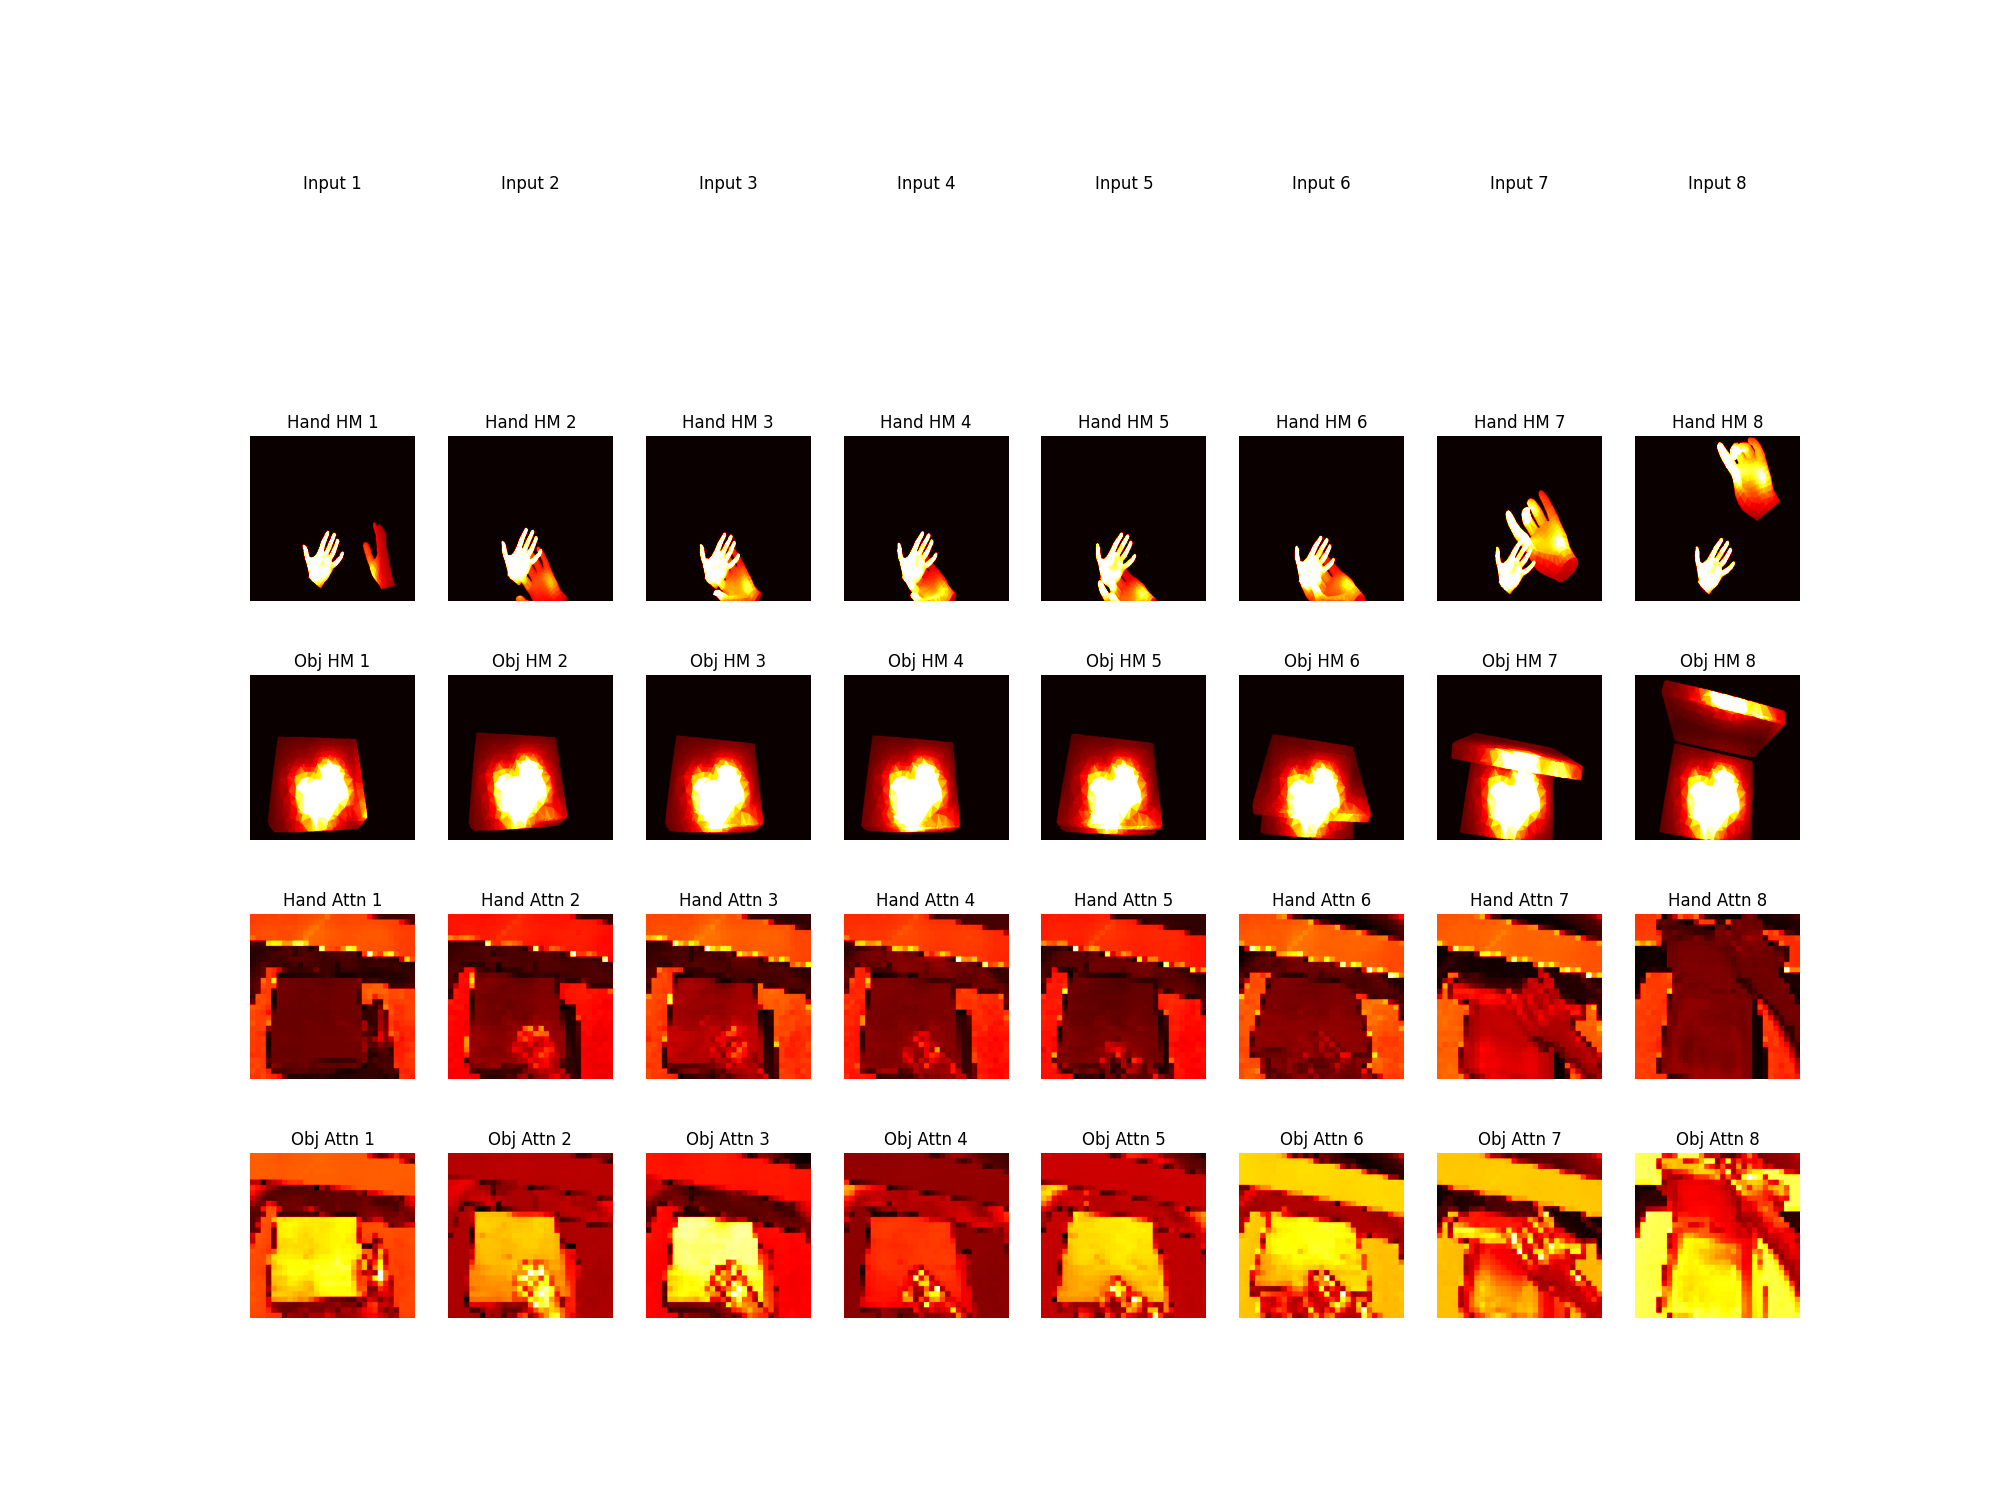 Input 1 Input 2 Input 3 Input 4 Input 5 Input 6 Input 7 Input 8
Hand HM 1 Hand HM 2 Hand HM 3 Hand HM 4 Hand HM 5 Hand HM 6 Hand HM 7 Hand HM 8
Obj HM 1 Obj HM 2 Obj HM 3 Obj HM 4 Obj HM 5 Obj HM 6 Obj HM 7 Obj HM 8
Hand Attn 1 Hand Attn 2 Hand Attn 3 Hand Attn 4 Hand Attn 5 Hand Attn 6 Hand Attn 7 Hand Attn 8
Obj Attn 1 Obj Attn 2 Obj Attn 3 Obj Attn 4 Obj Attn 5 Obj Attn 6 Obj Attn 7 Obj Attn 8